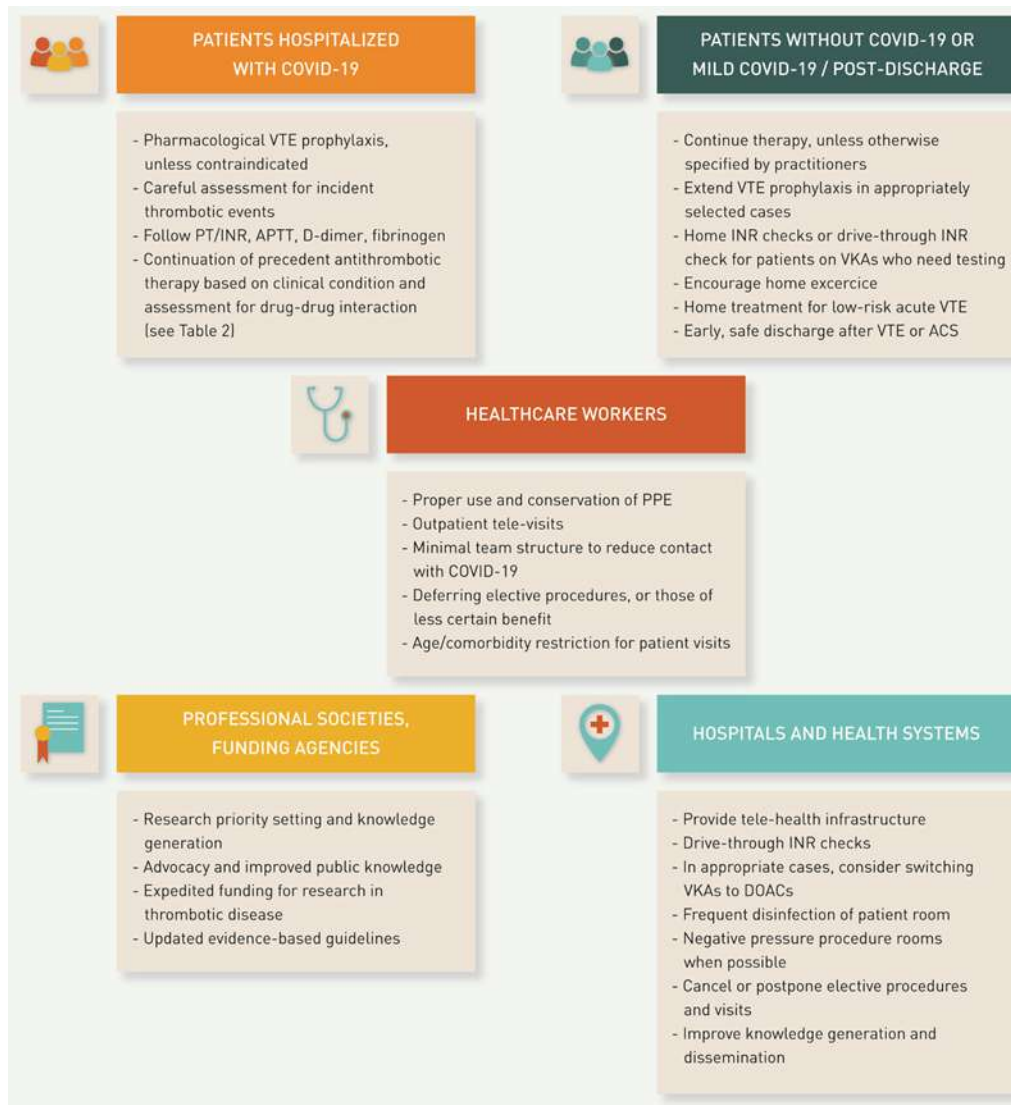 PATIENTS HOSPITALIZED
WITH COVID-19
- Pharmacological VTE prophylaxis,
unless contraindicated
- Careful assessment for incident
thrombotic events
- Follow PT/INR, APTT, D-dimer, fibrinogen
- Continuation of precedent antithrombotic
therapy based on clinical condition and
assessment for drug-drug interaction
(see Table 2)
PATIENTS WITHOUT COVID-19 OR
MILD COVID-19 / POST-DISCHARGE
- Continue therapy, unless otherwise
specified by practitioners
- Extend VTE prophylaxis in appropriately
selected cases
- Home INR checks or drive-through INR
check for patients on VKAs who need testing
- Encourage home excercice
- Home treatment for low-risk acute VTE
- Early, safe discharge after VTE or ACS
HEALTHCARE WORKERS
- Proper use and conservation of PPE
- Outpatient tele-visits
- Minimal team structure to reduce contact
with COVID-19
- Deferring elective procedures, or those of
less certain benefit
- Age/comorbidity restriction for patient visits
PROFESSIONAL SOCIETIES,
FUNDING AGENCIES
- Research priority setting and knowledge
generation
- Advocacy and improved public knowledge
- Expedited funding for research in
thrombotic disease
- Updated evidence-based guidelines
HOSPITALS AND HEALTH SYSTEMS
- Provide tele-health infrastructure
- Drive-through INR checks
- In appropriate cases, consider switching
VKAs to DOACs
- Frequent disinfection of patient room
- Negative pressure procedure rooms
when possible
- Cancel or postpone elective procedures
and visits
- Improve knowledge generation and
dissemination